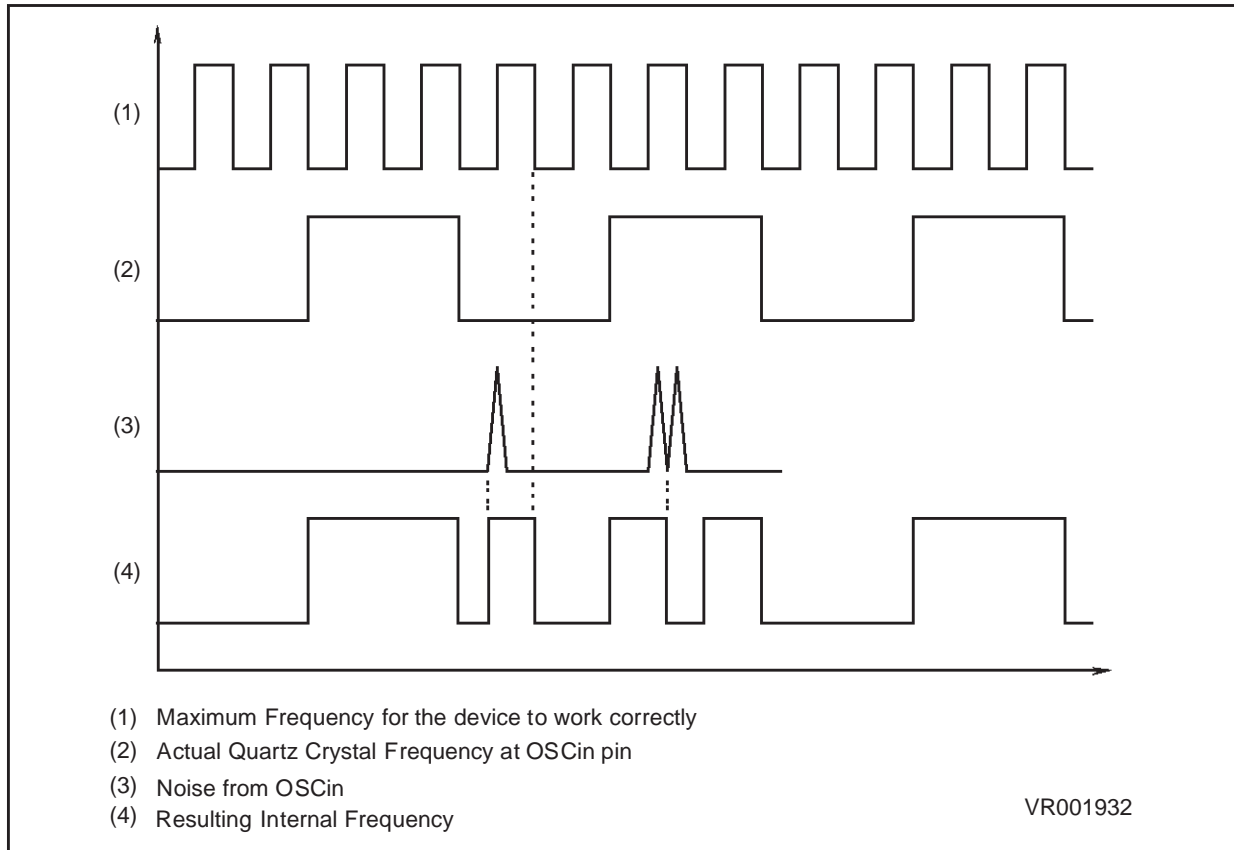 (1)
(2)
(3)
(4)
(1) Maximum Frequency for the device to work correctly
(2) Actual Quartz Crystal Frequency at OSCin pin
(3) Noise from OSCin
(4) Resulting Internal Frequency
VR001932